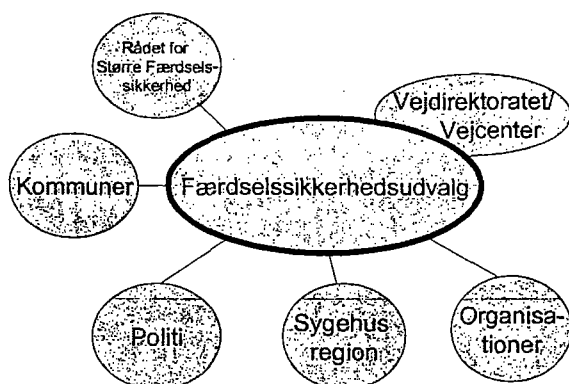 Rådet for
Større Færdsels-
sikkerhed
Vejdirektoratet/
Vejcenter
Kommuner
Færdselssikkerhedsudvalg
Politi
Sygehus
region
Organisa-
tioner